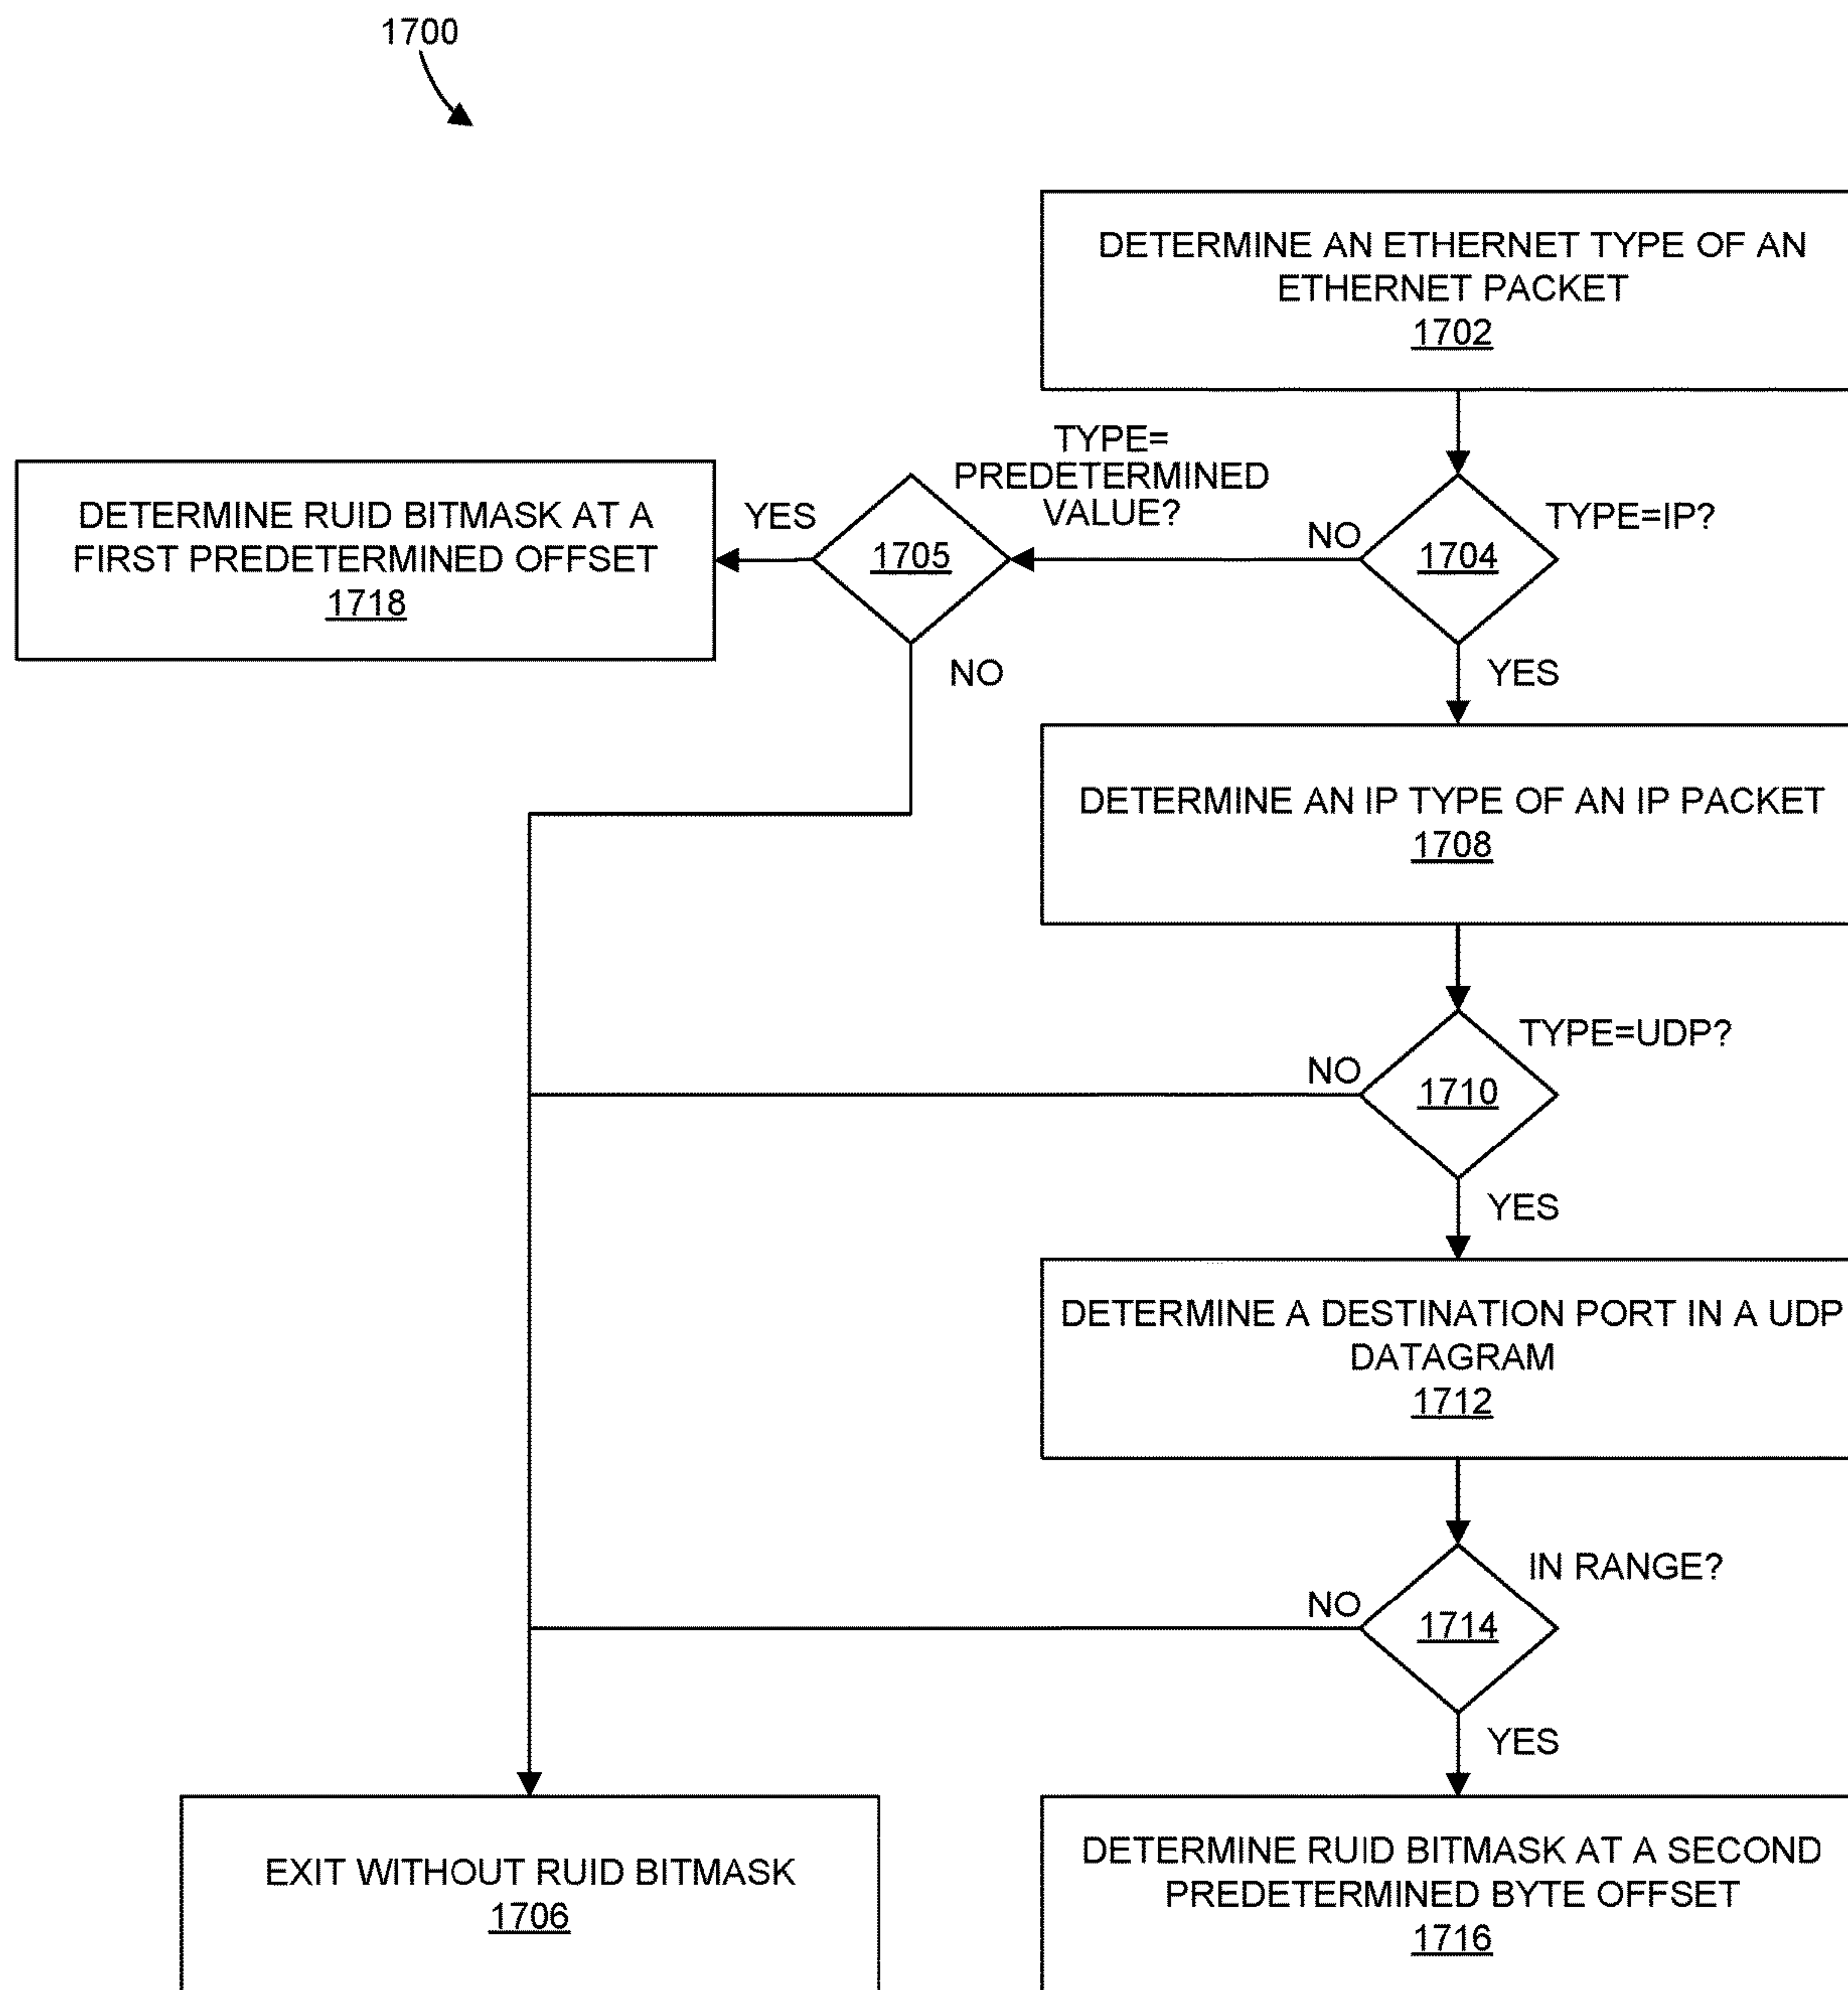 1700
DETERMINE AN ETHERNET TYPE OF AN
ETHERNET PACKET
1702
TYPE=
PREDETERMINED
VALUE?
TYPE=IP?
NO
1704
YES
1705
YES
NO
DETERMINE RUID BITMASK AT A
FIRST PREDETERMINED OFFSET
1718
DETERMINE AN IP TYPE OF AN IP PACKET
1708
TYPE=UDP?
NO
1710
YES
DETERMINE A DESTINATION PORT IN A UDP
DATAGRAM
1712
IN RANGE?
NO
1714
YES
EXIT WITHOUT RUID BITMASK
1706
DETERMINE RUID BITMASK AT A SECOND
PREDETERMINED BYTE OFFSET
1716